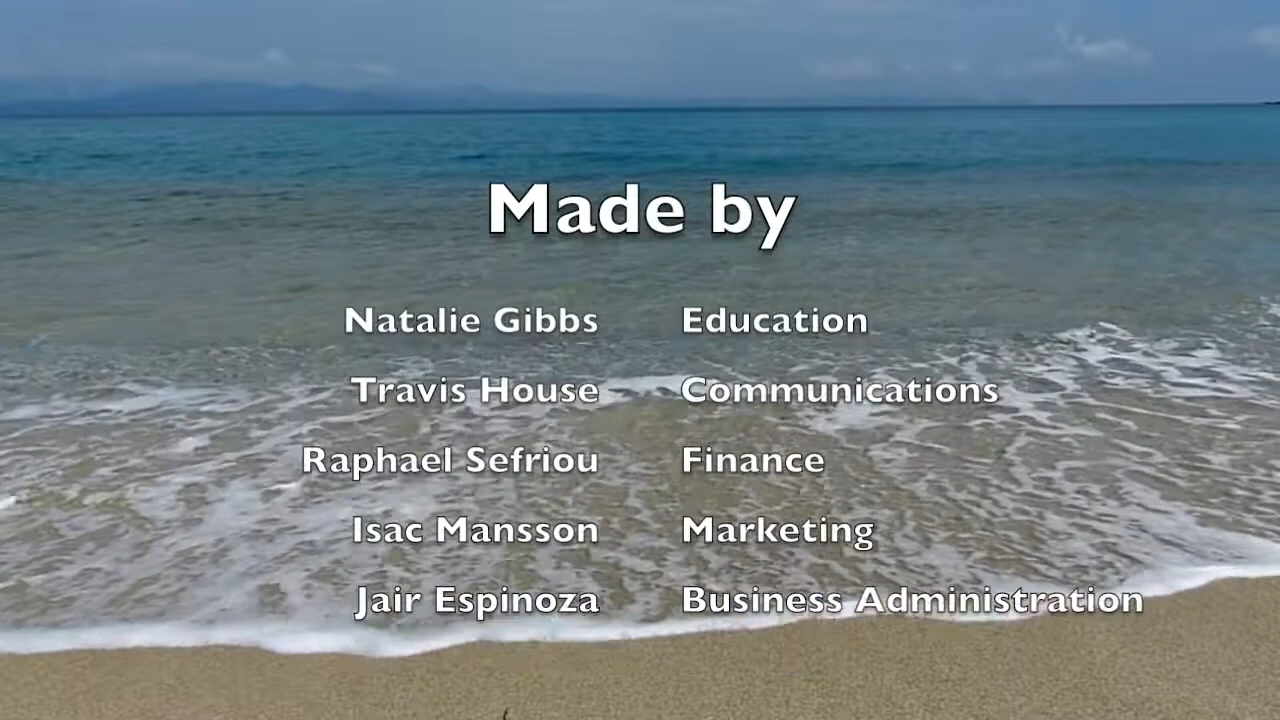 Made by
Natalie Gibbs Education
Travis House Communications
Raphael Sefriou Finance
Isac Mansson Marketing
Jair Espinoza Business Administration